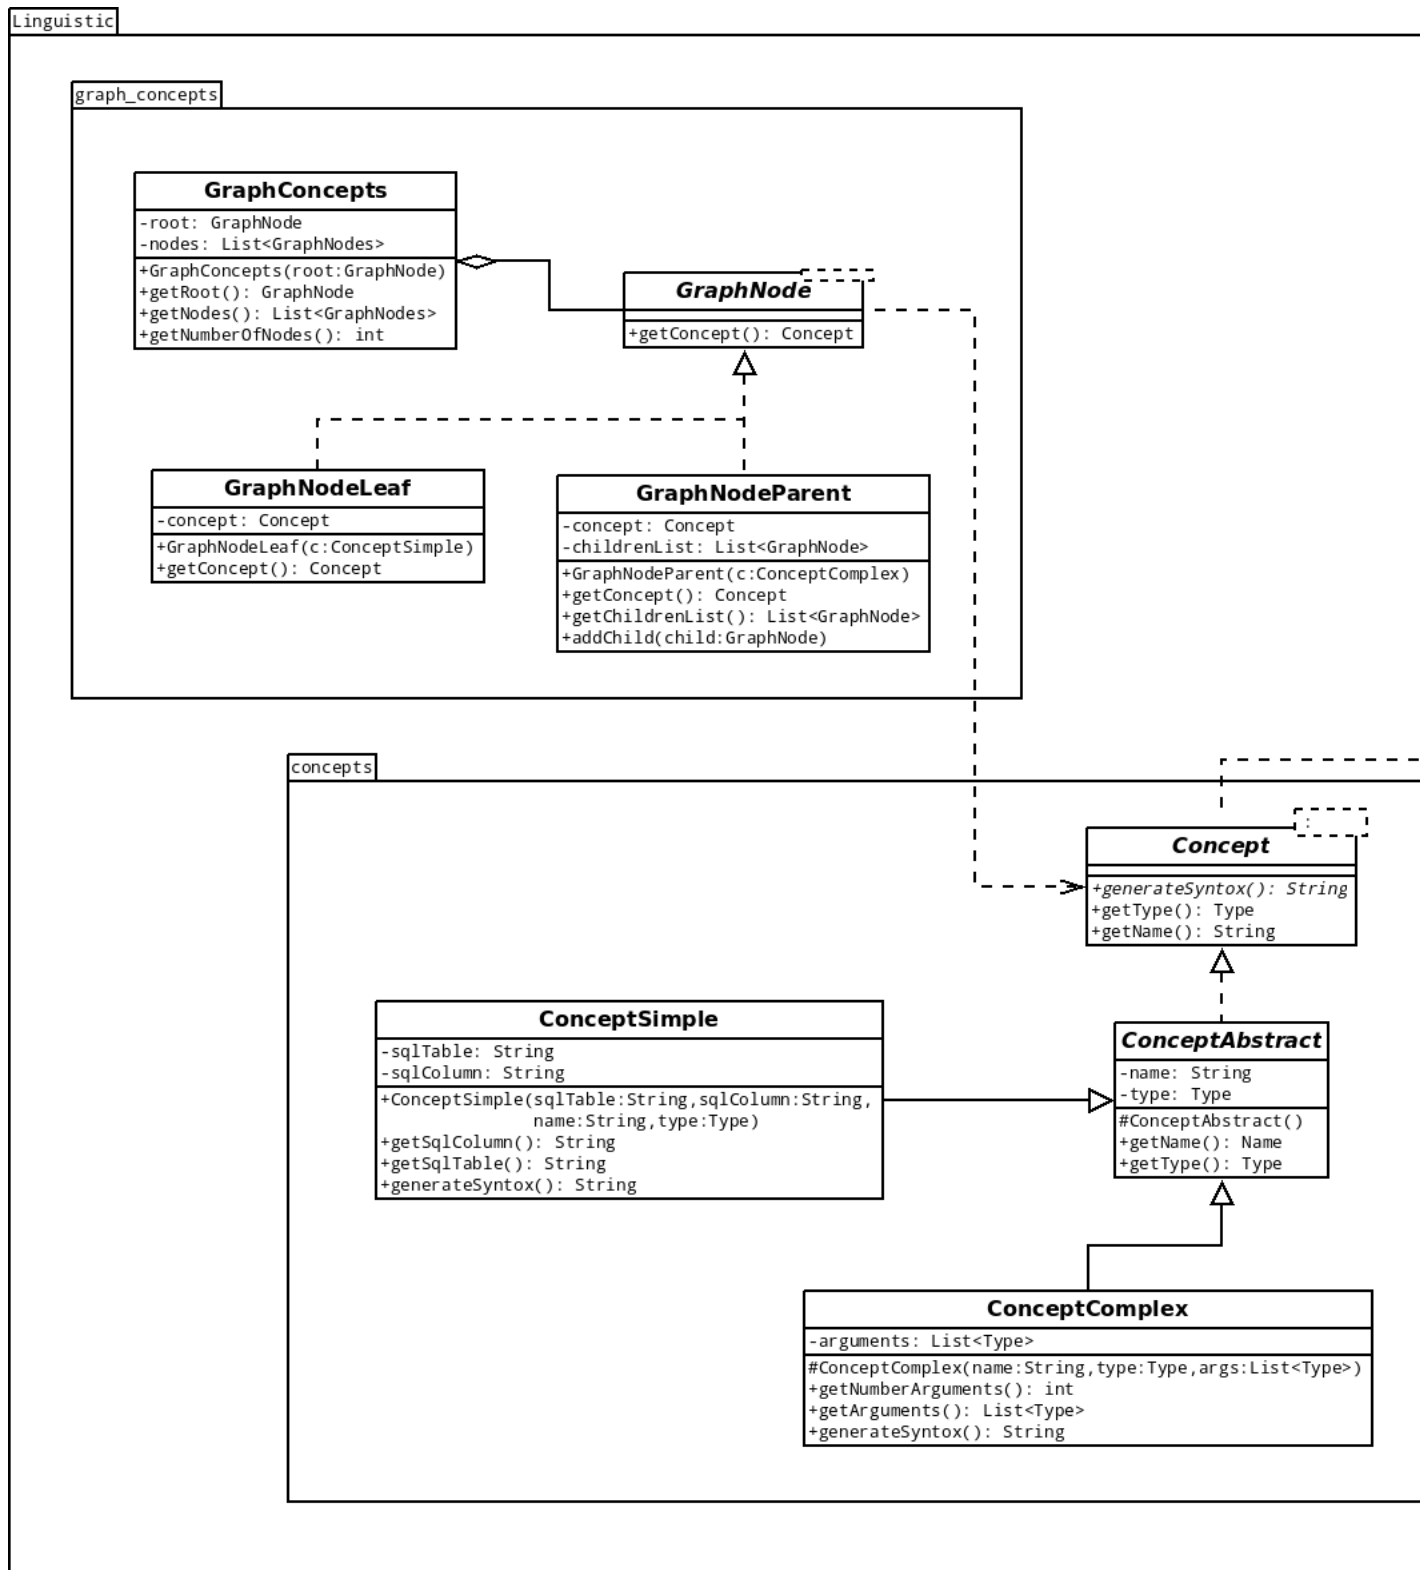 Linguistic
graph_concepts
GraphConcepts
-root: GraphNode
-nodes: List<GraphNodes>
+GraphConcepts(root:GraphNode)
+getRoot(): GraphNode
+getNodes(): List<GraphNodes>
+getNumberOfNodes(): int
GraphNode
+getConcept(): Concept
GraphNodeLeaf
-concept: Concept
+GraphNodeLeaf(c:ConceptSimple)
+getConcept(): Concept
GraphNodeParent
-concept: Concept
-childrenList: List<GraphNode>
+GraphNodeParent(c:ConceptComplex)
+getConcept(): Concept
+getChildrenList(): List<GraphNode>
+addChild(child:GraphNode)
concepts
:
Concept
+generateSyntox(): String
+getType(): Type
+getName(): String
ConceptSimple
-sqlTable: String
-sqlColumn: String
+ConceptSimple(sqlTable:String,sqlColumn:String,
name:String,type:Type)
+getSqlColumn(): String
+getSqlTable(): String
+generateSyntox(): String
ConceptAbstract
-name: String
-type: Type
#ConceptAbstract()
+getName(): Name
+getType(): Type
ConceptComplex
-arguments: List<Type>
#ConceptComplex(name:String,type:Type,args:List<Type>)
+getNumberArguments(): int
+getArguments(): List<Type>
+generateSyntox(): String